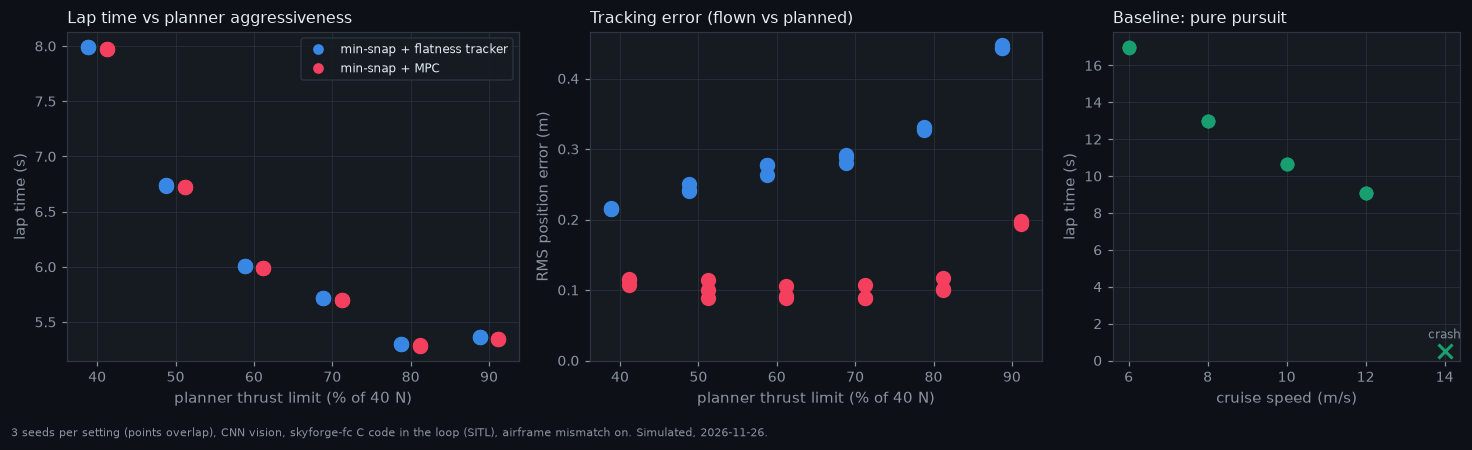 Lap time vs planner aggressiveness
8.0
7.5
7.0
6.5
6.0
5.5
40 50 60 70 80 90
lap time (s)
planner thrust limit (% of 40 N)
min-snap + flatness tracker
min-snap + MPC
Tracking error (flown vs planned)
0.4
0.3
0.2
0.1
0.0
40 50 60 70 80 90
RMS position error (m)
planner thrust limit (% of 40 N)
Baseline: pure pursuit
16
14
12
10
8
6
4
2
0
6 8 10 12 14
lap time (s)
cruise speed (m/s)
crash
3 seeds per setting (points overlap), CNN vision, skyforge-fc C code in the loop (SITL), airframe mismatch on. Simulated, 2026-11-26.